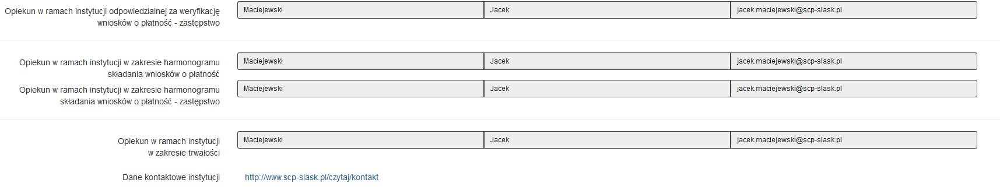 Opiekun w ramach instytucji odpowiedzialnej za weryfikację
wniosków o płatność - zastępstwo
Maciejewski Jacek jacek.maciejewski@scp-slask.pl
Opiekun w ramach instytucji w zakresie harmonogramu
składania wniosków o płatność
Maciejewski Jacek jacek.maciejewski@scp-slask.pl
Opiekun w ramach instytucji w zakresie harmonogramu
składania wniosków o płatność - zastępstwo
Maciejewski Jacek jacek.maciejewski@scp-slask.pl
Opiekun w ramach instytucji
w zakresie trwałości
Maciejewski Jacek jacek.maciejewski@scp-slask.pl
Dane kontaktowe instytucji http://www.scp-slask.pl/czytaj/kontakt